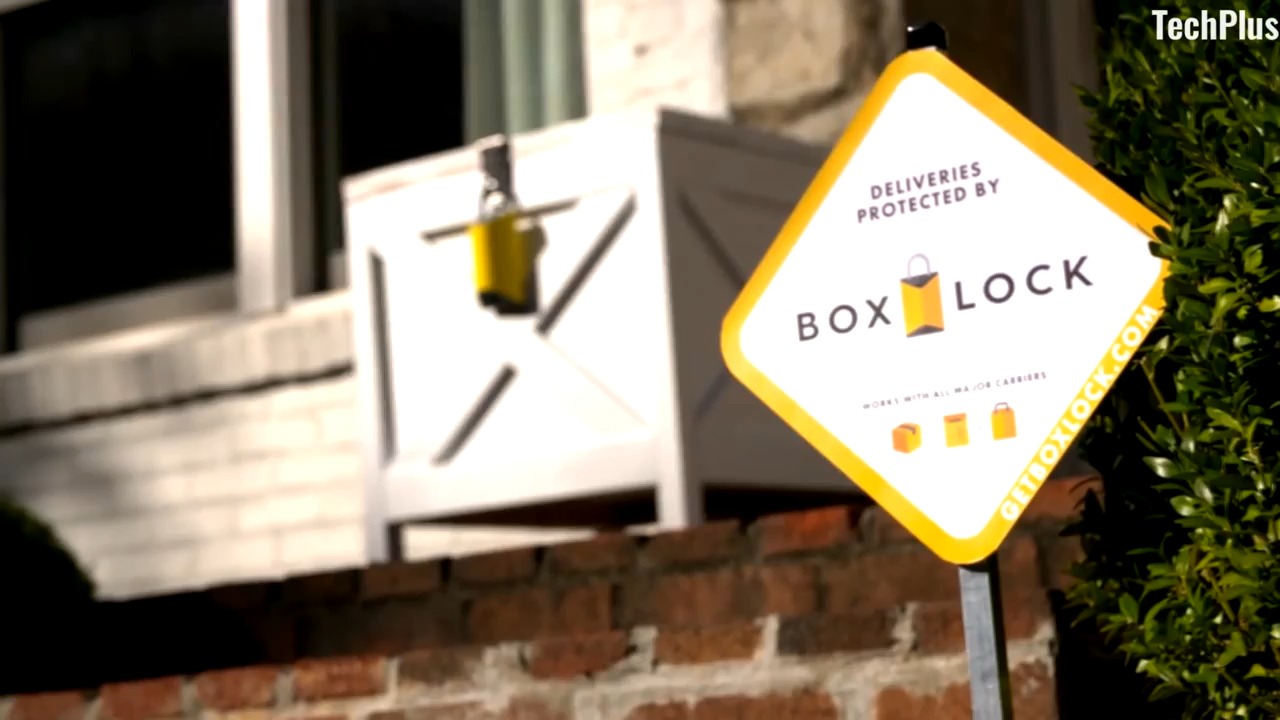 TechPlus
DELIVERIES
PROTECTED BY
BOX LOCK
WORKS WITH ALL MAJOR CARRIERS
GETBOXLOCK.COM